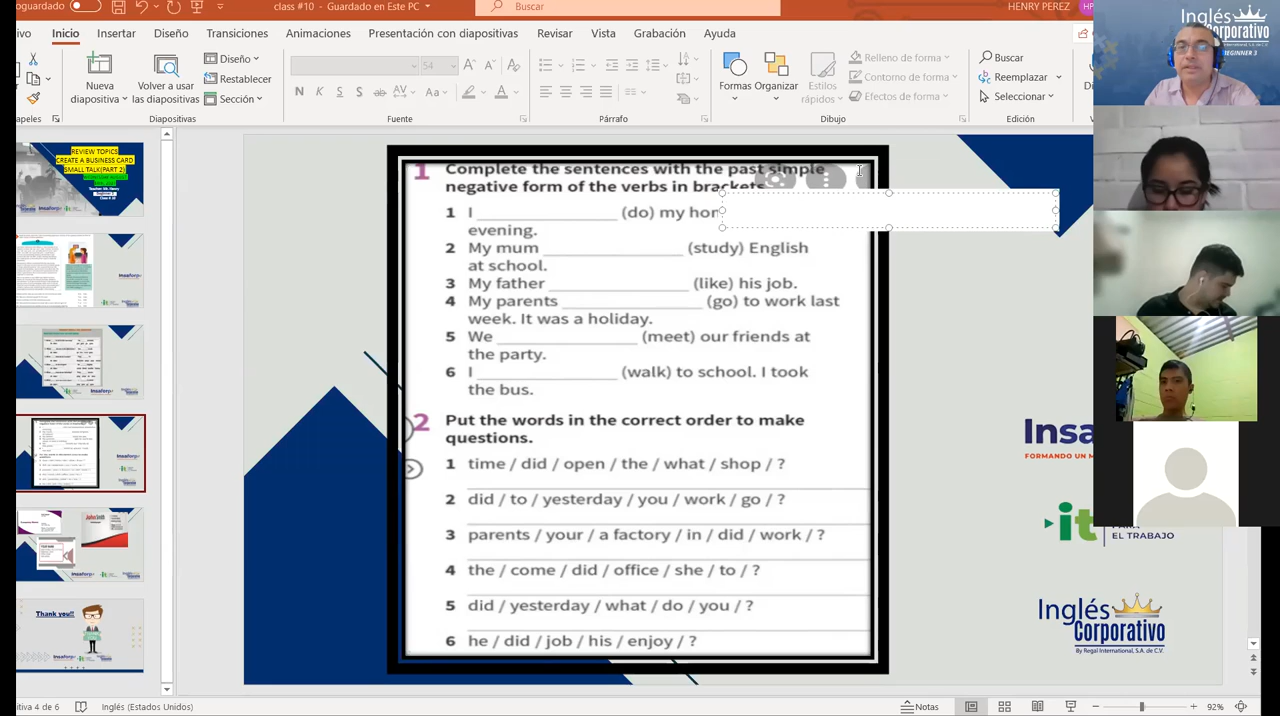 oguardado
class #10 - Guardado en Este PC
Buscar
HENRY PEREZ
HP
ivo Inicio Insertar Diseño Transiciones Animaciones Presentación con diapositivas Revisar Vista Grabación Ayuda
Nueva diapositiva
Volver a usar las diapositivas
Diseño
Restablecer
Sección
54
Formas
Organizar
Estilos rápidos
Relleno de forma
Contorno de forma
Efectos de forma
Buscar
Reemplazar
Seleccionar
apeles
Diapositivas
Fuente
Párrafo
Dibujo
Edición
REVIEW TOPICS
CREATE A BUSINESS CARD
SMALL TALK(PART 2)
Thank you!!
1 Complete the sentences with the past simple
negative form of the verbs in brackets
1 I ______________ (do) my hom
evening.
2 My mum ______________ (study) English
at school.
3 My father ______________ (like) his job.
4 My parents ______________ (go) to work last
week. It was a holiday.
5 We ______________ (meet) our friends at
the party.
6 I ______________ (walk) to school. I took
the bus.
2 Put the words in the correct order to make
questions.
1 time / did / open / the / what / shop / ?
2 did / to / yesterday / you / work / go / ?
3 parents / your / a factory / in / did / work / ?
4 the / come / did / office / she / to / ?
5 did / yesterday / what / do / you / ?
6 he / did / job / his / enjoy / ?
Insa
FORMANDO UN M
it
PARA
EL TRABAJO
Inglés
Corporativo
By Regal International, S.A. de C.V.
Inglés
Corporativo
Regal International, S.A. de C.V.
BEGINNER 3
itiva 4 de 6
Inglés (Estados Unidos)
Notas
92%